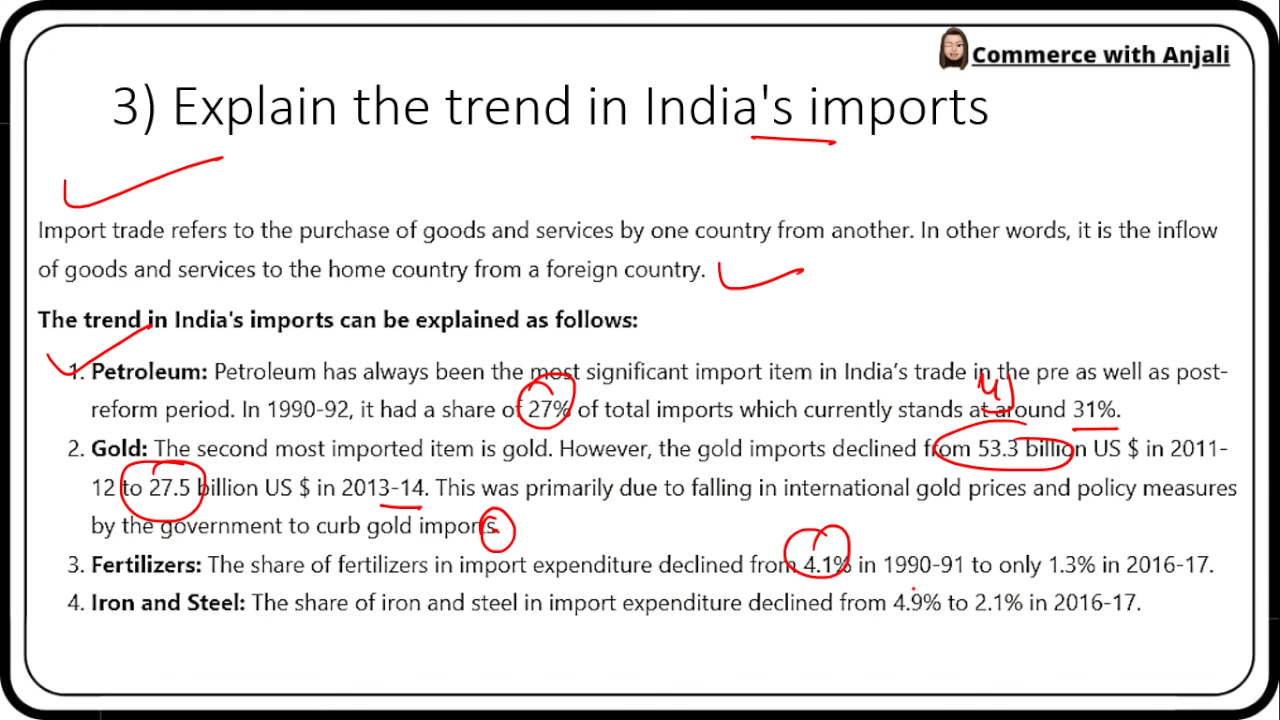 Commerce with Anjali
3) Explain the trend in India's imports
Import trade refers to the purchase of goods and services by one country from another. In other words, it is the inflow
of goods and services to the home country from a foreign country.
The trend in India's imports can be explained as follows:
1. Petroleum: Petroleum has always been the most significant import item in India’s trade in the pre as well as post-
reform period. In 1990-92, it had a share of 27% of total imports which currently stands at around 31%.
2. Gold: The second most imported item is gold. However, the gold imports declined from 53.3 billion US $ in 2011-
12 to 27.5 billion US $ in 2013-14. This was primarily due to falling in international gold prices and policy measures
by the government to curb gold imports.
3. Fertilizers: The share of fertilizers in import expenditure declined from 4.1% in 1990-91 to only 1.3% in 2016-17.
4. Iron and Steel: The share of iron and steel in import expenditure declined from 4.9% to 2.1% in 2016-17.